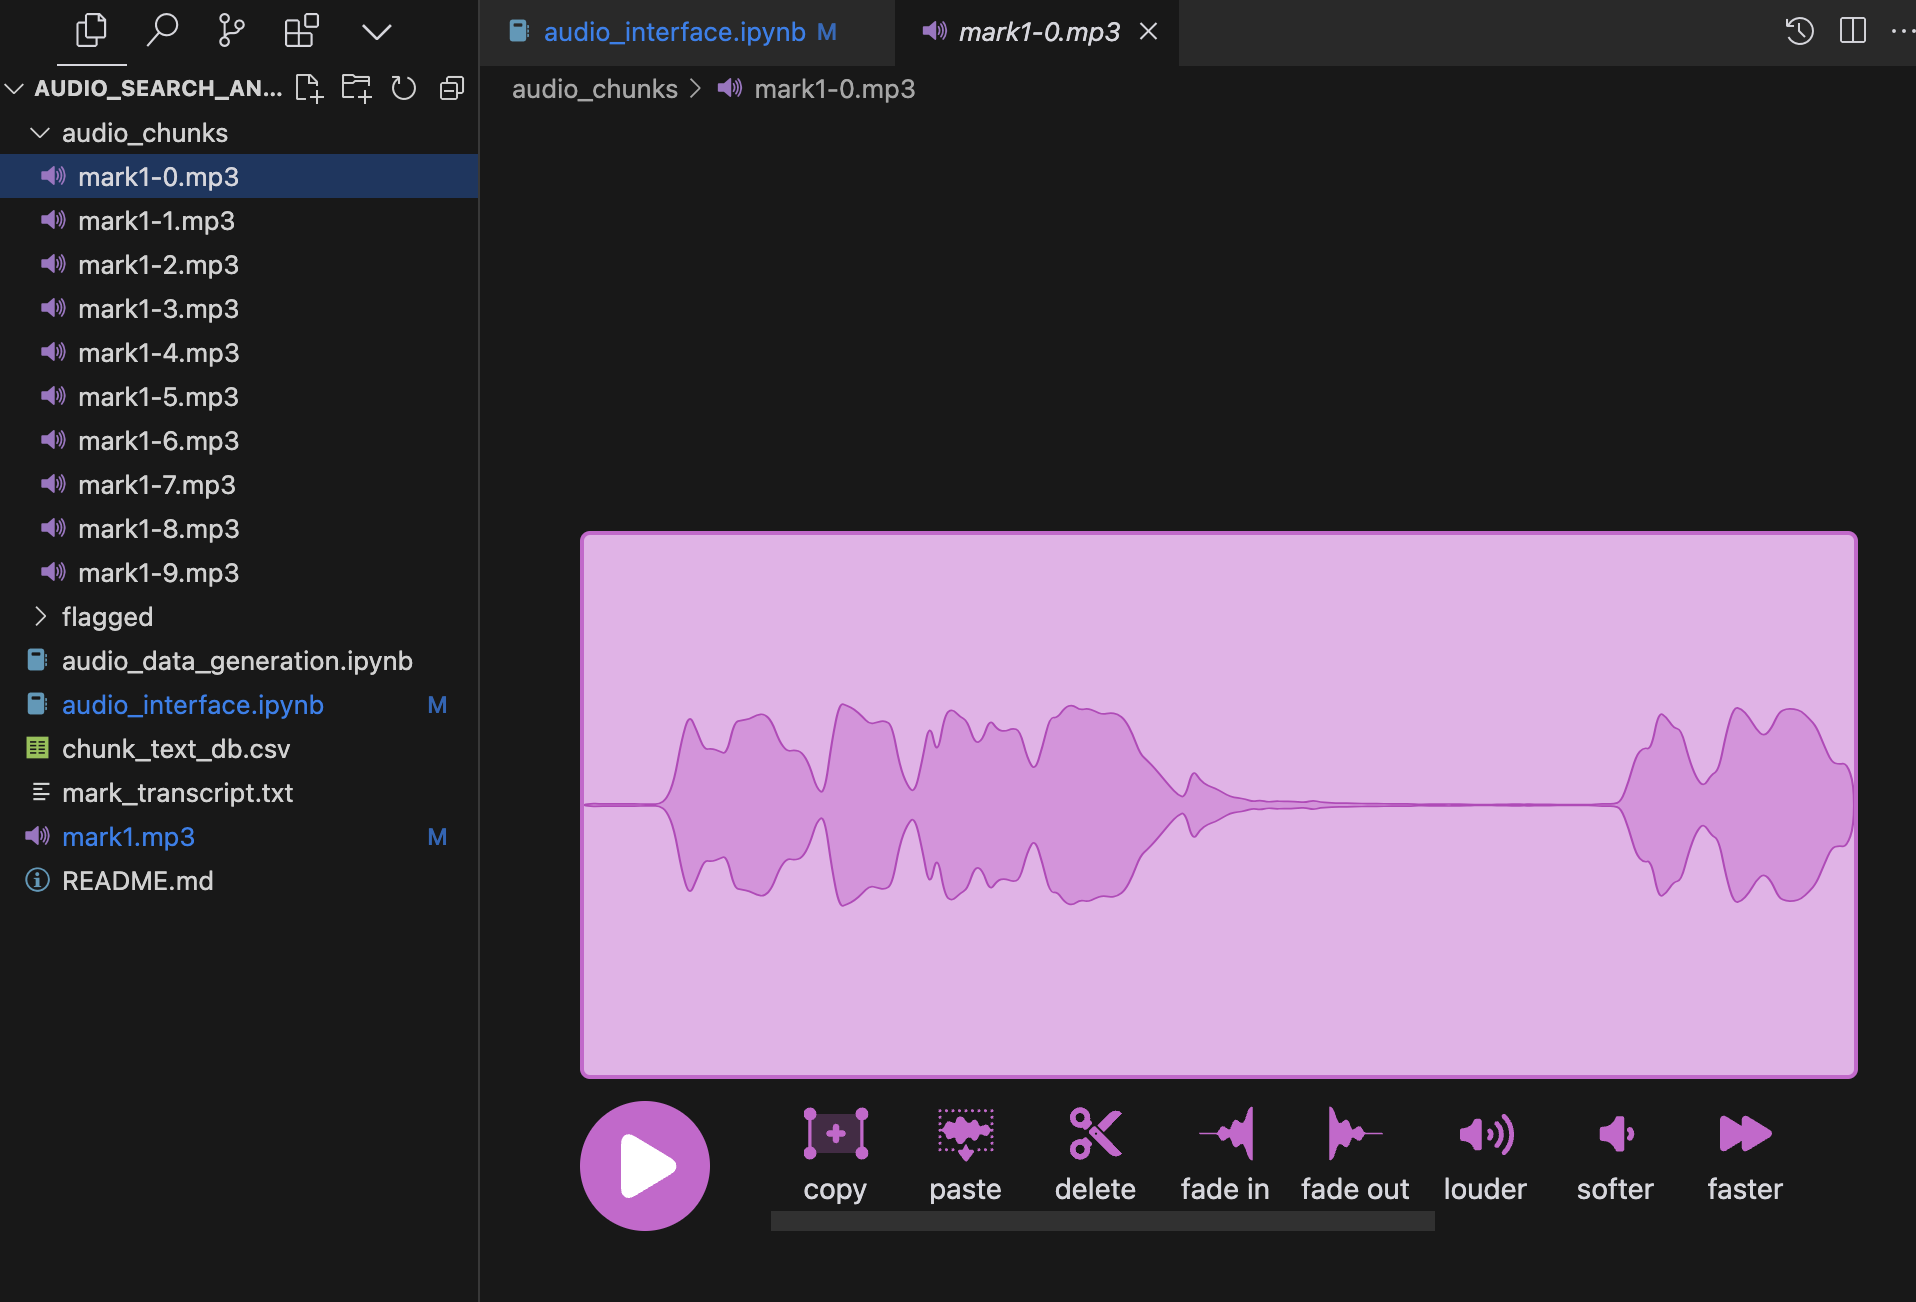 audio_interface.ipynb M mark1-0.mp3
AUDIO_SEARCH_AN...
audio_chunks > mark1-0.mp3
audio_chunks
mark1-0.mp3
mark1-1.mp3
mark1-2.mp3
mark1-3.mp3
mark1-4.mp3
mark1-5.mp3
mark1-6.mp3
mark1-7.mp3
mark1-8.mp3
mark1-9.mp3
flagged
audio_data_generation.ipynb
audio_interface.ipynb M
chunk_text_db.csv
mark_transcript.txt
mark1.mp3 M
README.md
copy paste delete fade in fade out louder softer faster